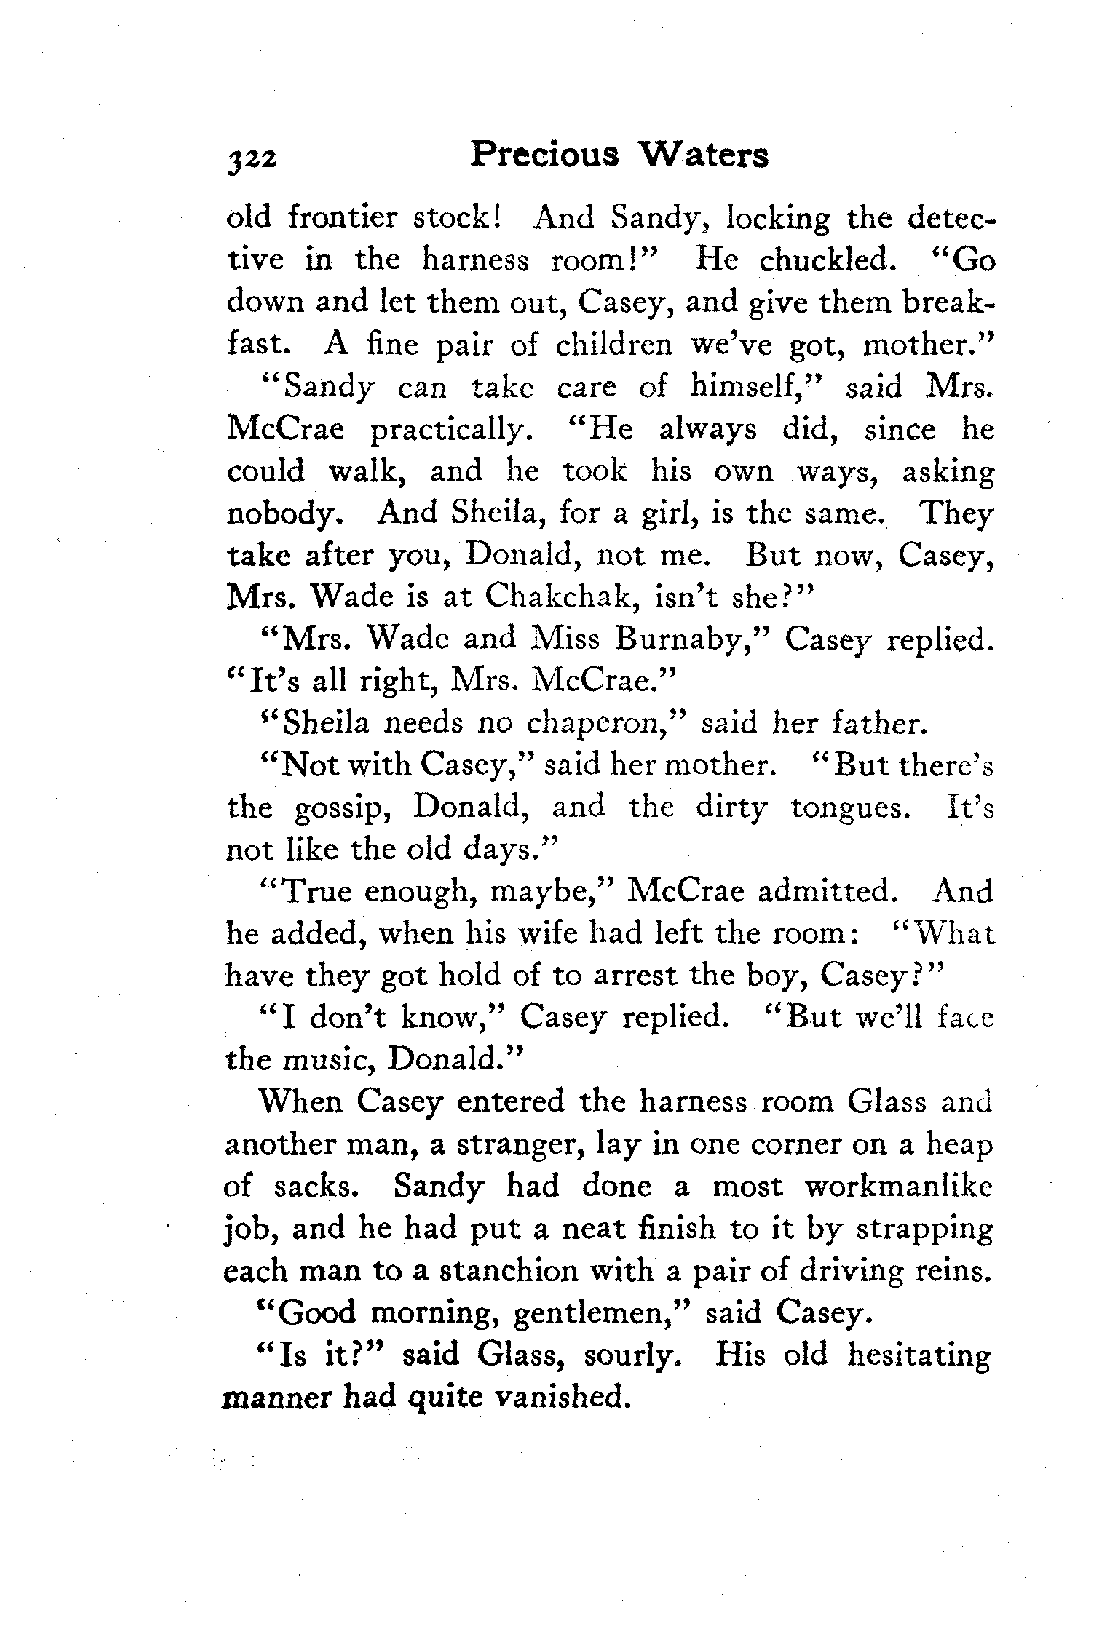 322 Precious Waters
old frontier stock! And Sandy, locking the detec-
tive in the harness room!" He chuckled. "Go
down and let them out, Casey, and give them break-
fast. A fine pair of children we've got, mother."
"Sandy can take care of himself," said Mrs.
McCrae practically. "He always did, since he
could walk, and he took his own ways, asking
nobody. And Sheila, for a girl, is the same. They
take after you, Donald, not me. But now, Casey,
Mrs. Wade is at Chakchak, isn't she?"
"Mrs. Wade and Miss Burnaby," Casey replied.
"It's all right, Mrs. McCrae."
"Sheila needs no chaperon," said her father.
"Not with Casey," said her mother. "But there's
the gossip, Donald, and the dirty tongues. It's
not like the old days."
"True enough, maybe," McCrae admitted. And
he added, when his wife had left the room: "What
have they got hold of to arrest the boy, Casey?"
"I don't know," Casey replied. "But we'll face
the music, Donald."
When Casey entered the harness room Glass and
another man, a stranger, lay in one corner on a heap
of sacks. Sandy had done a most workmanlike
job, and he had put a neat finish to it by strapping
each man to a stanchion with a pair of driving reins.
"Good morning, gentlemen," said Casey.
"Is it?" said Glass, sourly. His old hesitating
manner had quite vanished.